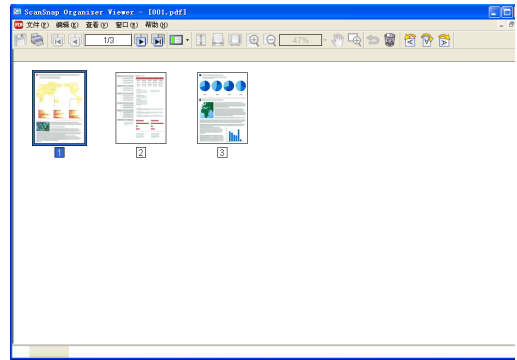 ScanSnap Organizer Viewer - [001.pdf]
文件(F) 编辑(E) 查看(V) 窗口(W) 帮助(H)
1/3 47%
1 2 3